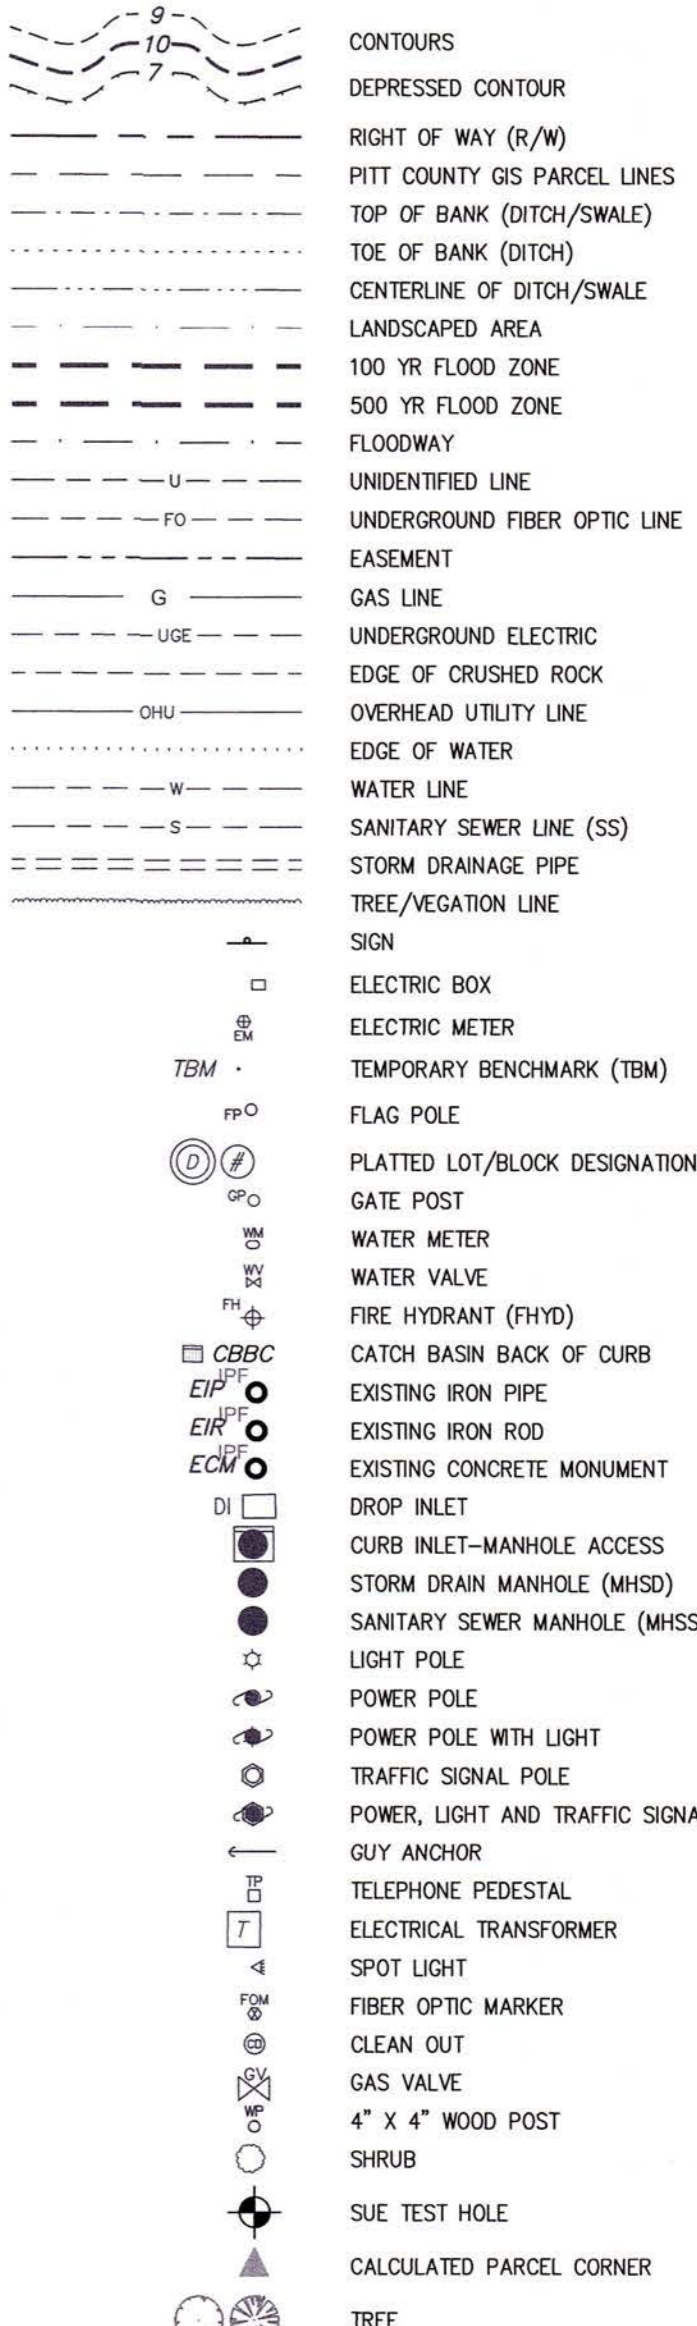 9
10
7
CONTOURS
DEPRESSED CONTOUR
RIGHT OF WAY (R/W)
PITT COUNTY GIS PARCEL LINES
TOP OF BANK (DITCH/SWALE)
TOE OF BANK (DITCH)
CENTERLINE OF DITCH/SWALE
LANDSCAPED AREA
100 YR FLOOD ZONE
500 YR FLOOD ZONE
FLOODWAY
U UNIDENTIFIED LINE
FO UNDERGROUND FIBER OPTIC LINE
EASEMENT
G GAS LINE
UGE UNDERGROUND ELECTRIC
EDGE OF CRUSHED ROCK
OHU OVERHEAD UTILITY LINE
EDGE OF WATER
W WATER LINE
S SANITARY SEWER LINE (SS)
STORM DRAINAGE PIPE
TREE/VEGATION LINE
SIGN
ELECTRIC BOX
EM ELECTRIC METER
TBM TEMPORARY BENCHMARK (TBM)
FP FLAG POLE
D # PLATTED LOT/BLOCK DESIGNATION
GP GATE POST
WM WATER METER
WV WATER VALVE
FH FIRE HYDRANT (FHYD)
CBBC CATCH BASIN BACK OF CURB
EIP IPF EXISTING IRON PIPE
EIR IPF EXISTING IRON ROD
ECM IPF EXISTING CONCRETE MONUMENT
DI DROP INLET
CURB INLET-MANHOLE ACCESS
STORM DRAIN MANHOLE (MHSD)
SANITARY SEWER MANHOLE (MHSS
LIGHT POLE
POWER POLE
POWER POLE WITH LIGHT
TRAFFIC SIGNAL POLE
POWER, LIGHT AND TRAFFIC SIGNA
GUY ANCHOR
TP TELEPHONE PEDESTAL
T ELECTRICAL TRANSFORMER
SPOT LIGHT
FOM FIBER OPTIC MARKER
CO CLEAN OUT
GV GAS VALVE
WP 4" X 4" WOOD POST
SHRUB
SUE TEST HOLE
CALCULATED PARCEL CORNER
TREE